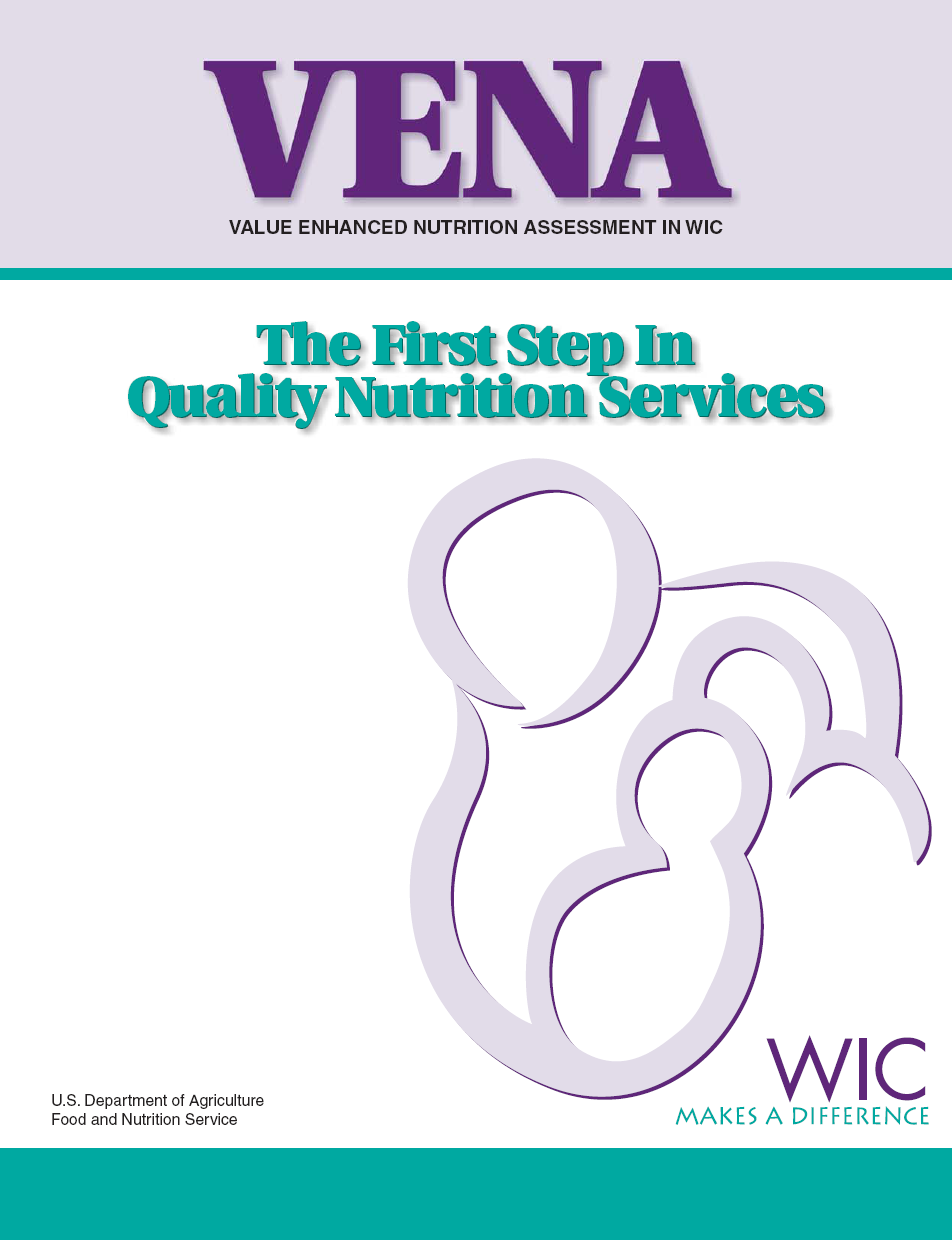 VENA
VALUE ENHANCED NUTRITION ASSESSMENT IN WIC
The First Step In
Quality Nutrition Services
U.S. Department of Agriculture
Food and Nutrition Service
WIC
MAKES A DIFFERENCE